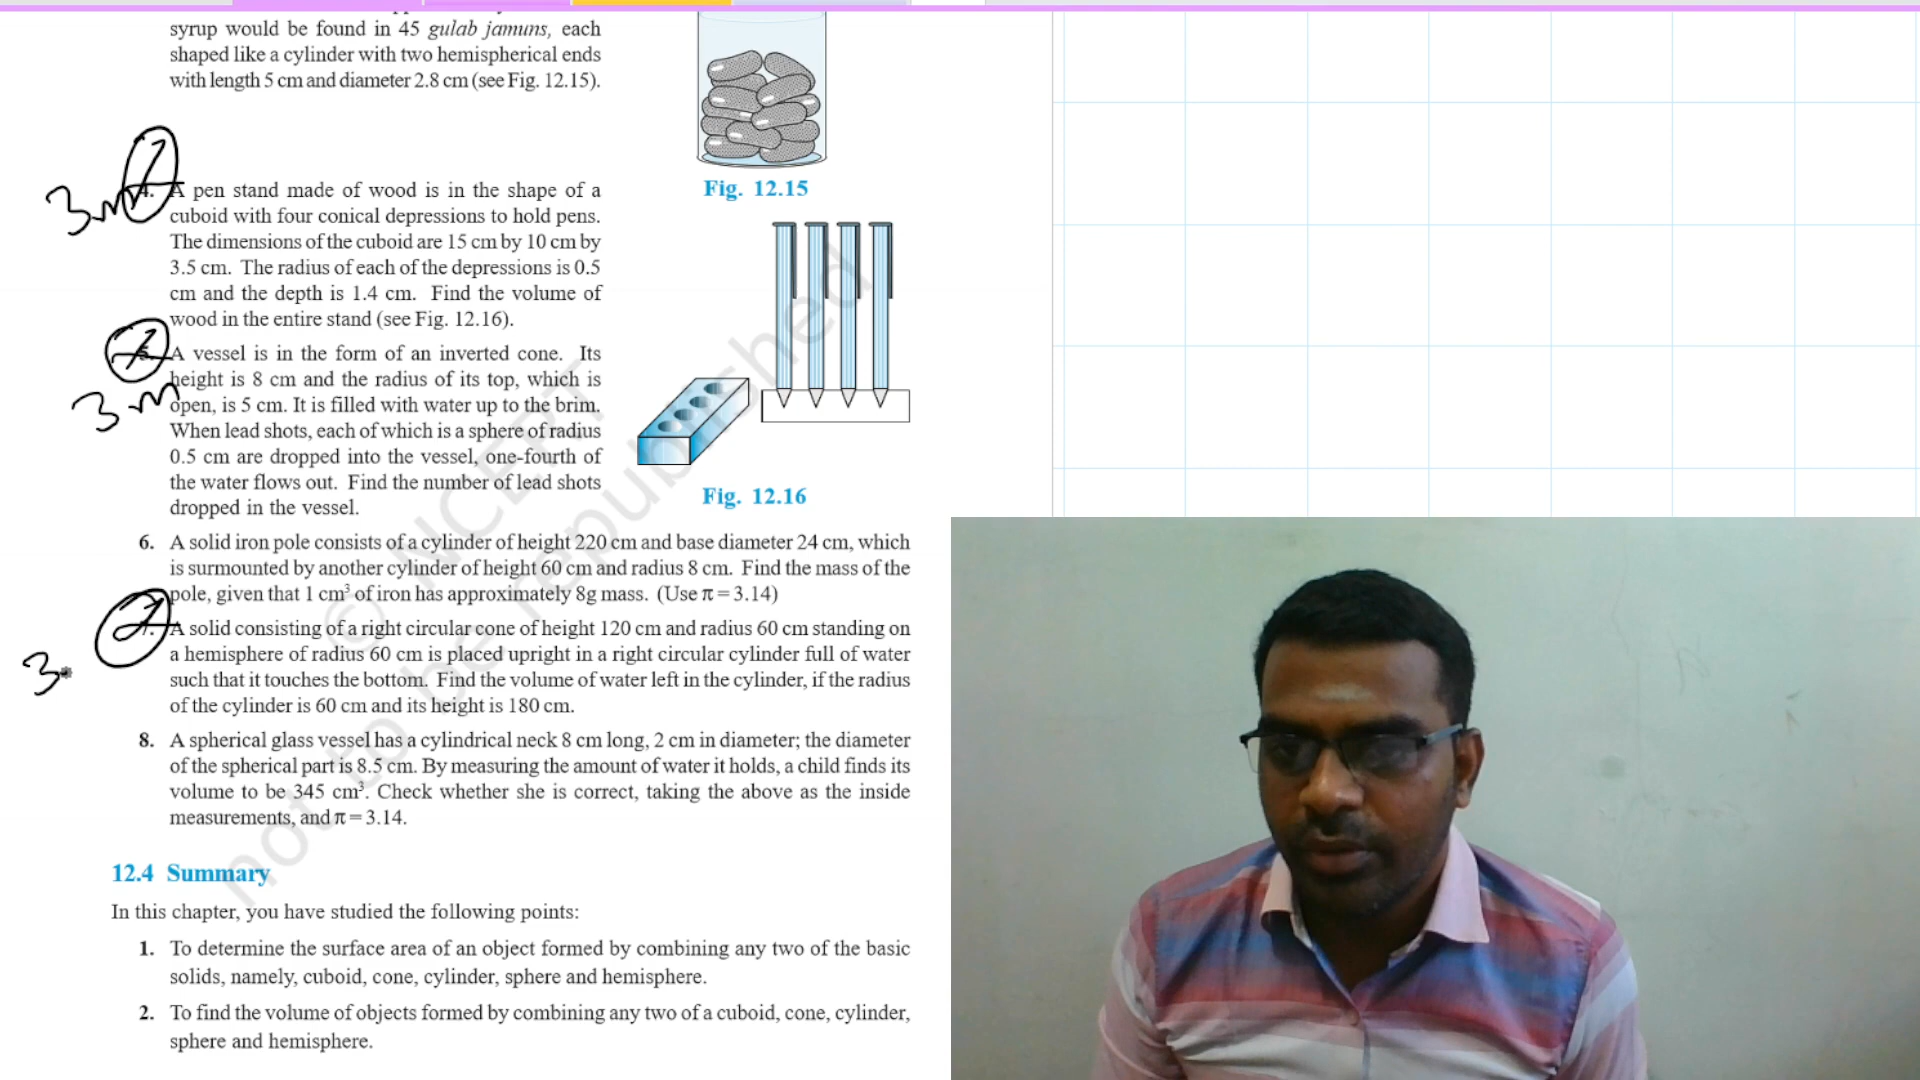 syrup would be found in 45 gulab jamuns, each
shaped like a cylinder with two hemispherical ends
with length 5 cm and diameter 2.8 cm (see Fig. 12.15).
Fig. 12.15
3m
4. A pen stand made of wood is in the shape of a
cuboid with four conical depressions to hold pens.
The dimensions of the cuboid are 15 cm by 10 cm by
3.5 cm. The radius of each of the depressions is 0.5
cm and the depth is 1.4 cm. Find the volume of
wood in the entire stand (see Fig. 12.16).
3m
5. A vessel is in the form of an inverted cone. Its
height is 8 cm and the radius of its top, which is
open, is 5 cm. It is filled with water up to the brim.
When lead shots, each of which is a sphere of radius
0.5 cm are dropped into the vessel, one-fourth of
the water flows out. Find the number of lead shots
dropped in the vessel.
Fig. 12.16
6. A solid iron pole consists of a cylinder of height 220 cm and base diameter 24 cm, which
is surmounted by another cylinder of height 60 cm and radius 8 cm. Find the mass of the
pole, given that 1 cm³ of iron has approximately 8g mass. (Use π = 3.14)
3
7. A solid consisting of a right circular cone of height 120 cm and radius 60 cm standing on
a hemisphere of radius 60 cm is placed upright in a right circular cylinder full of water
such that it touches the bottom. Find the volume of water left in the cylinder, if the radius
of the cylinder is 60 cm and its height is 180 cm.
8. A spherical glass vessel has a cylindrical neck 8 cm long, 2 cm in diameter; the diameter
of the spherical part is 8.5 cm. By measuring the amount of water it holds, a child finds its
volume to be 345 cm³. Check whether she is correct, taking the above as the inside
measurements, and π = 3.14.
12.4 Summary
In this chapter, you have studied the following points:
1. To determine the surface area of an object formed by combining any two of the basic
solids, namely, cuboid, cone, cylinder, sphere and hemisphere.
2. To find the volume of objects formed by combining any two of a cuboid, cone, cylinder,
sphere and hemisphere.
© NCERT
not to be republished